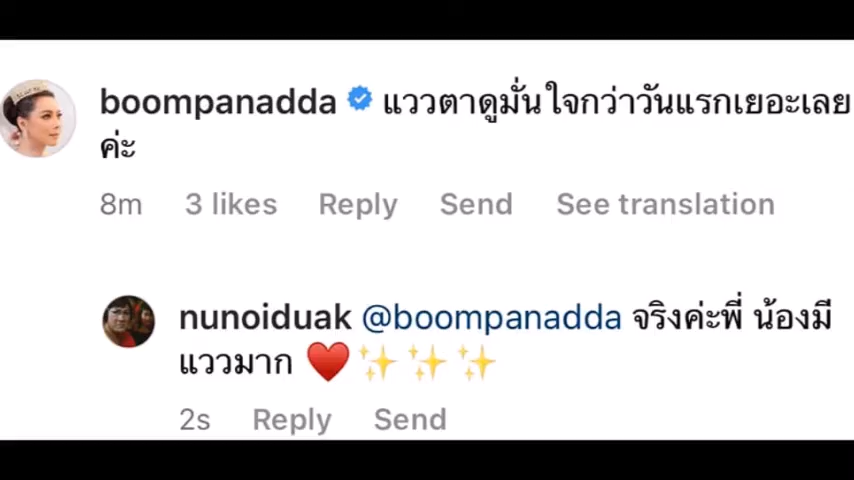 boompanadda แววตาดูมั่นใจกว่าวันแรกเยอะเลย
ค่ะ
8m 3 likes Reply Send See translation
nunoiduak @boompanadda จริงค่ะพี่ น้องมี
แววมาก ❤️✨✨✨
2s Reply Send